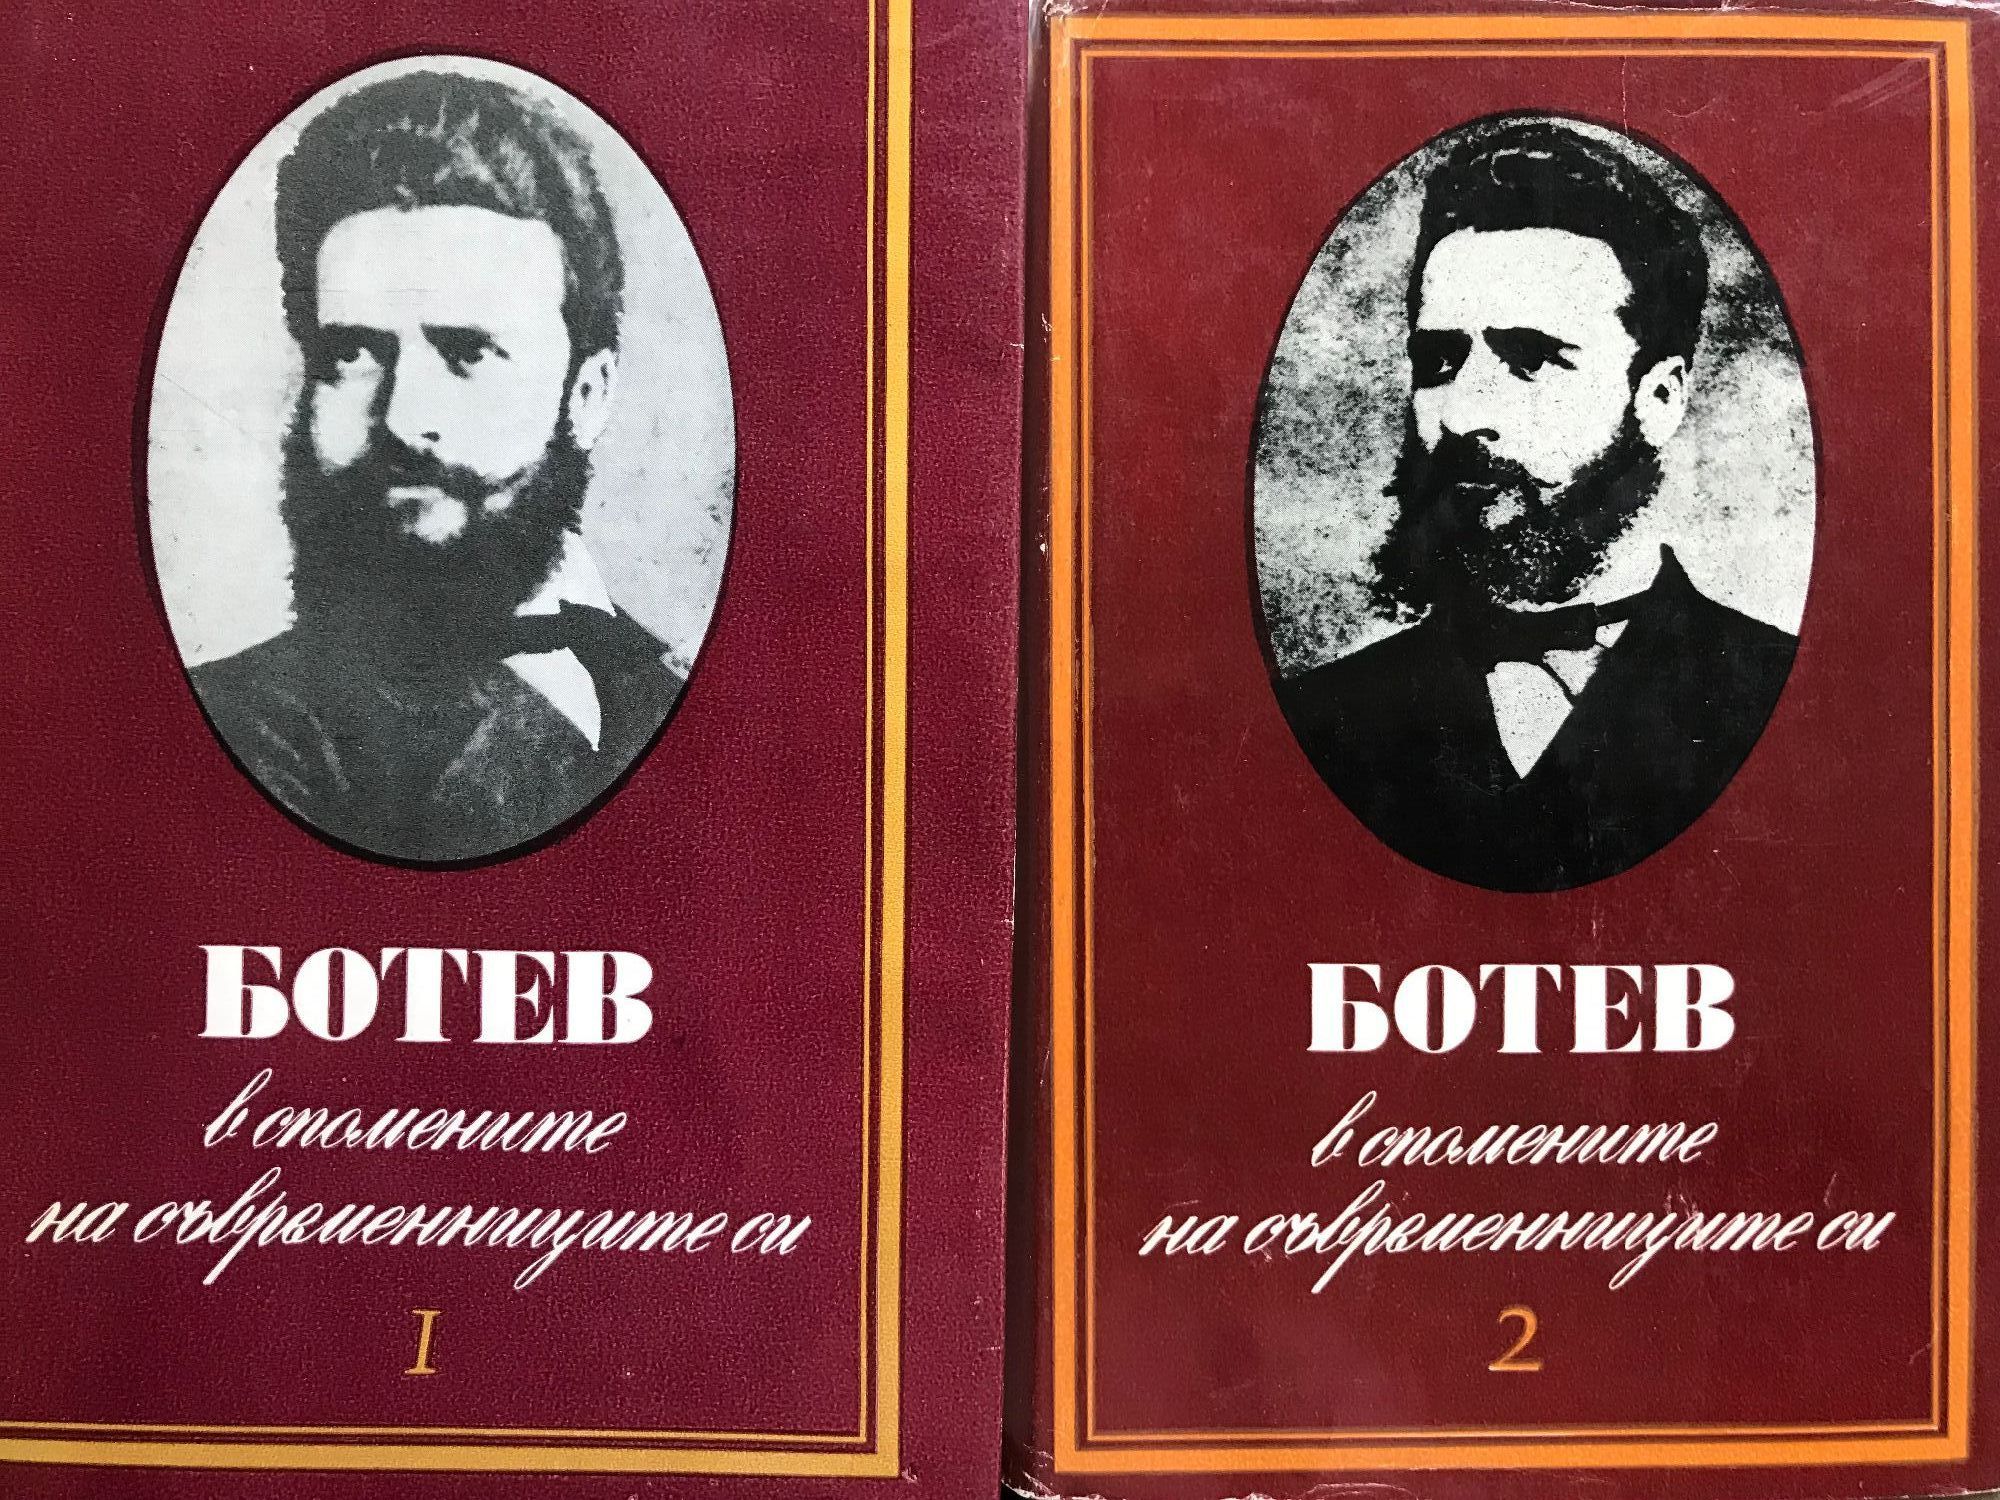 БОТЕВ
в спомените
на съвременниците си
I
БОТЕВ
в спомените
на съвременниците си
2